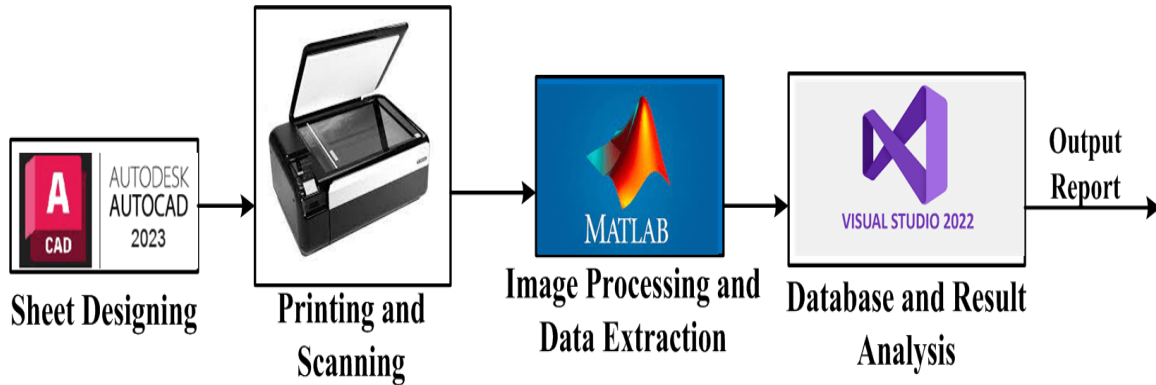 A
CAD
AUTODESK
AUTOCAD
2023
Sheet Designing
Printing and
Scanning
MATLAB
Image Processing and
Data Extraction
VISUAL STUDIO 2022
Database and Result
Analysis
Output
Report